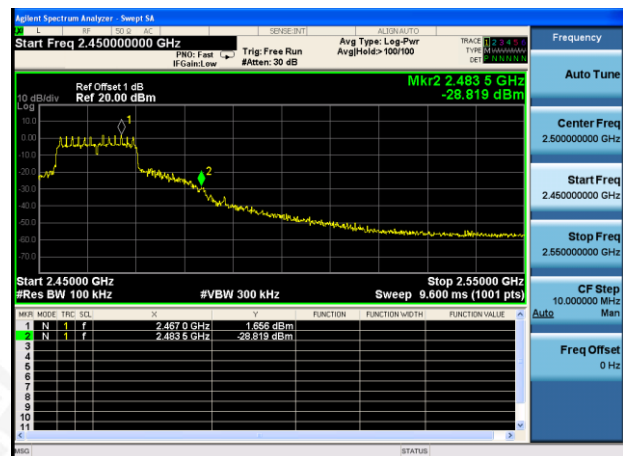 Agilent Spectrum Analyzer - Swept SA
L RF 50 Ω AC SENSE:INT ALIGNAUTO
Start Freq 2.450000000 GHz
PNO: Fast
IFGain:Low
Trig: Free Run
#Atten: 30 dB
Avg Type: Log-Pwr
Avg|Hold:>100/100
TRACE 1 2 3 4 5 6
TYPE
DET P N N N N N
Ref Offset 1 dB
Ref 20.00 dBm
10 dB/div
Log
Mkr2 2.483 5 GHz
-28.819 dBm
10.0
0.00
-10.0
-20.0
-30.0
-40.0
-50.0
-60.0
-70.0
1
2
Start 2.45000 GHz
Stop 2.55000 GHz
#Res BW 100 kHz
#VBW 300 kHz
Sweep 9.600 ms (1001 pts)
MKR MODE TRC SCL X Y FUNCTION FUNCTION WIDTH FUNCTION VALUE
1 N 1 f 2.467 0 GHz 1.656 dBm
2 N 1 f 2.483 5 GHz -28.819 dBm
3
4
5
6
7
8
9
10
11
MSG
STATUS
Frequency
Auto Tune
Center Freq
2.500000000 GHz
Start Freq
2.450000000 GHz
Stop Freq
2.550000000 GHz
CF Step
10.000000 MHz
Auto Man
Freq Offset
0 Hz